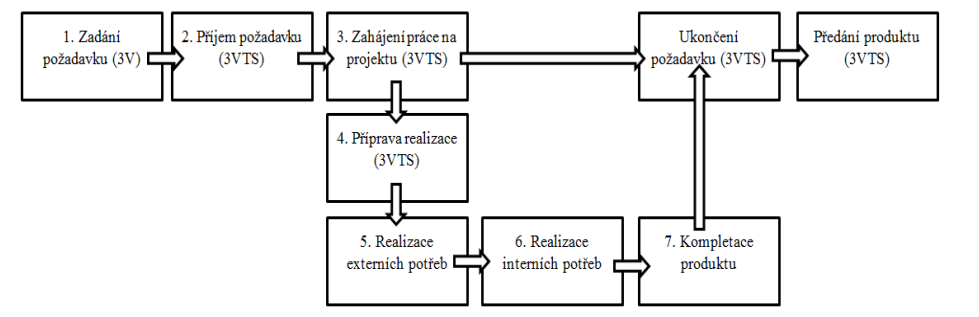 1. Zadání
požadavku (3V)
2. Příjem požadavku
(3VTS)
3. Zahájení práce na
projektu (3VTS)
Ukončení
požadavku (3VTS)
Předání produktu
(3VTS)
4. Příprava realizace
(3VTS)
5. Realizace
externích potřeb
6. Realizace
interních potřeb
7. Kompletace
produktu